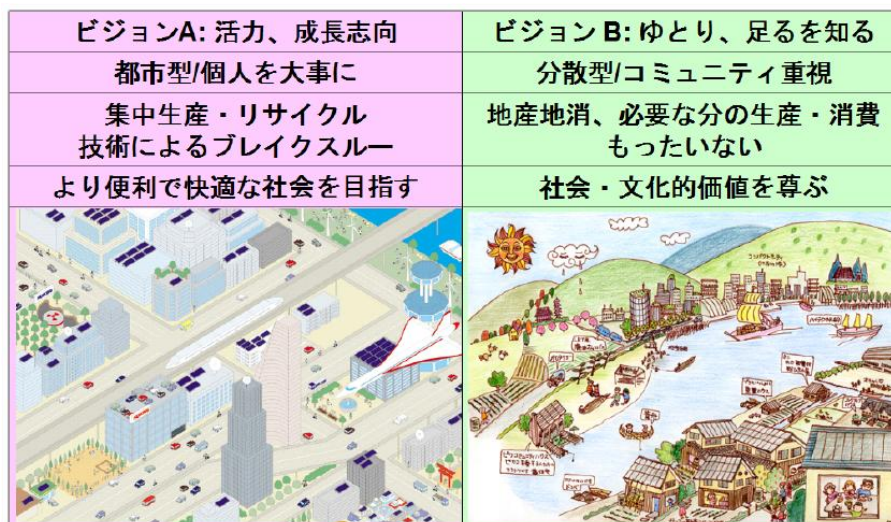 ビジョンA: 活力、成長志向
ビジョン B: ゆとり、足るを知る
都市型/個人を大事に
分散型/コミュニティ重視
集中生産・リサイクル
技術によるブレイクスルー
地産地消、必要な分の生産・消費
もったいない
より便利で快適な社会を目指す
社会・文化的価値を尊ぶ